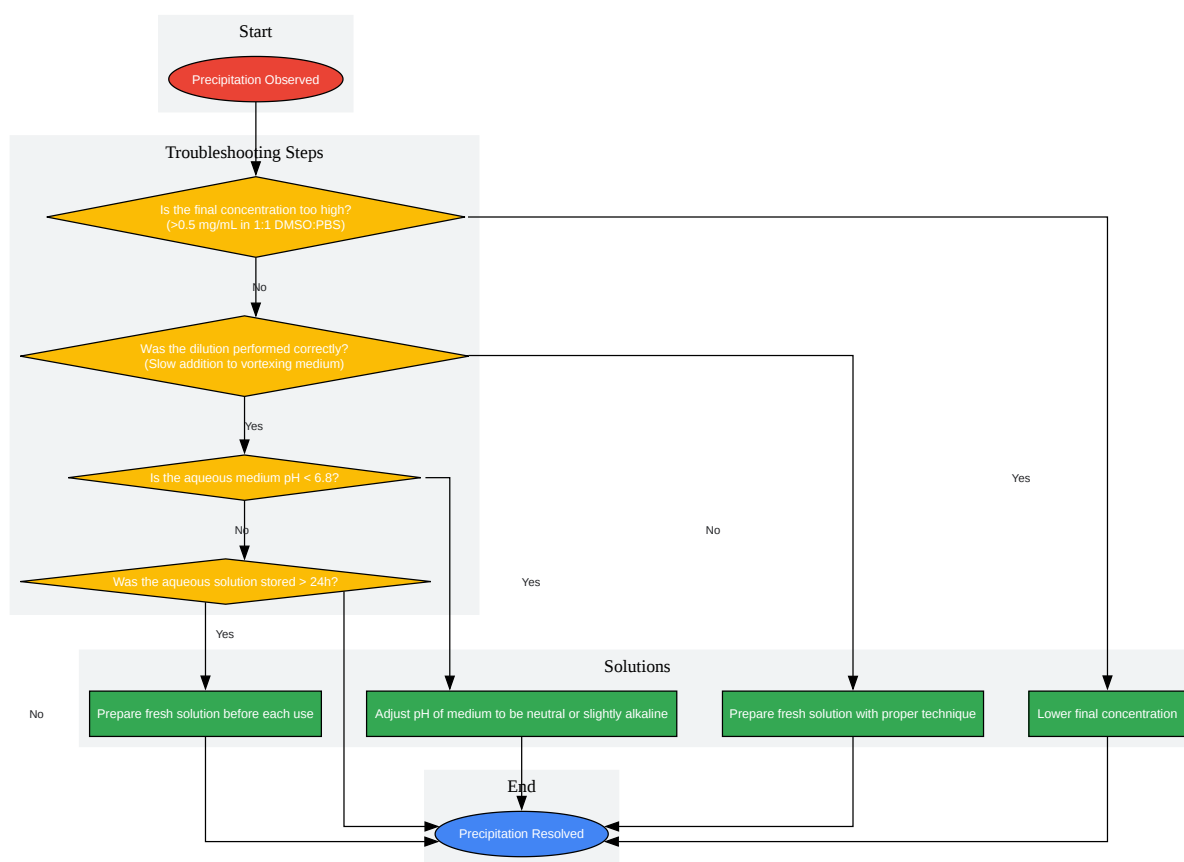 Start
Precipitation Observed
Troubleshooting Steps
Is the final concentration too high?
(>0.5 mg/mL in 1:1 DMSO:PBS)
No
Was the dilution performed correctly?
(Slow addition to vortexing medium)
Yes
Is the aqueous medium pH < 6.8?
Yes
No
No
Was the aqueous solution stored > 24h?
Yes
Yes
Solutions
Prepare fresh solution before each use
Adjust pH of medium to be neutral or slightly alkaline
Prepare fresh solution with proper technique
Lower final concentration
No
End
Precipitation Resolved